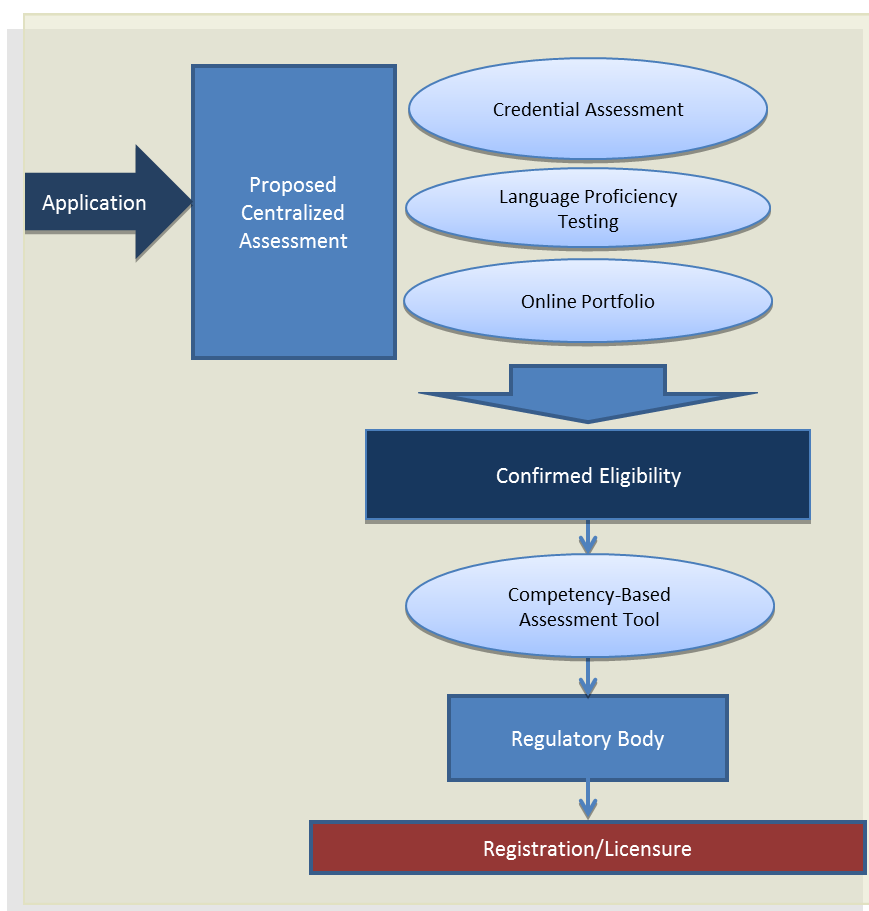 Credential Assessment
Application
Proposed
Centralized
Assessment
Language Proficiency
Testing
Online Portfolio
Confirmed Eligibility
Competency-Based
Assessment Tool
Regulatory Body
Registration/Licensure